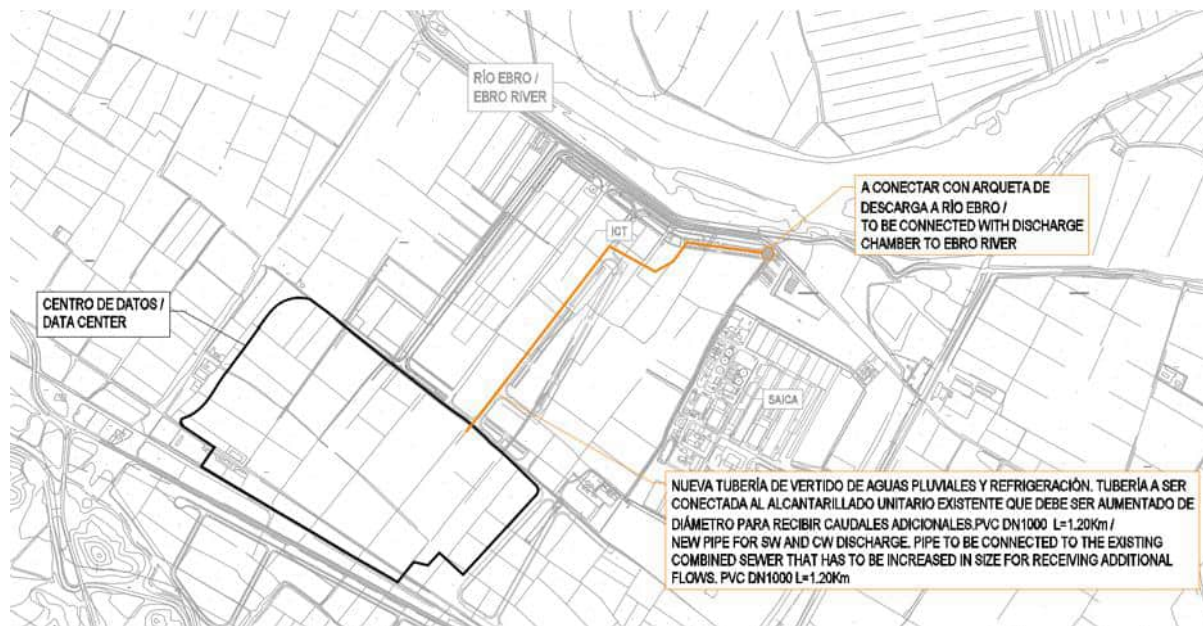 RÍO EBRO /
EBRO RIVER
A CONECTAR CON ARQUETA DE
DESCARGA A RÍO EBRO /
TO BE CONNECTED WITH DISCHARGE
CHAMBER TO EBRO RIVER
ICT
CENTRO DE DATOS /
DATA CENTER
SAICA
NUEVA TUBERÍA DE VERTIDO DE AGUAS PLUVIALES Y REFRIGERACIÓN. TUBERÍA A SER
CONECTADA AL ALCANTARILLADO UNITARIO EXISTENTE QUE DEBE SER AUMENTADO DE
DIÁMETRO PARA RECIBIR CAUDALES ADICIONALES.PVC DN1000 L=1.20Km /
NEW PIPE FOR SW AND CW DISCHARGE. PIPE TO BE CONNECTED TO THE EXISTING
COMBINED SEWER THAT HAS TO BE INCREASED IN SIZE FOR RECEIVING ADDITIONAL
FLOWS. PVC DN1000 L=1.20Km